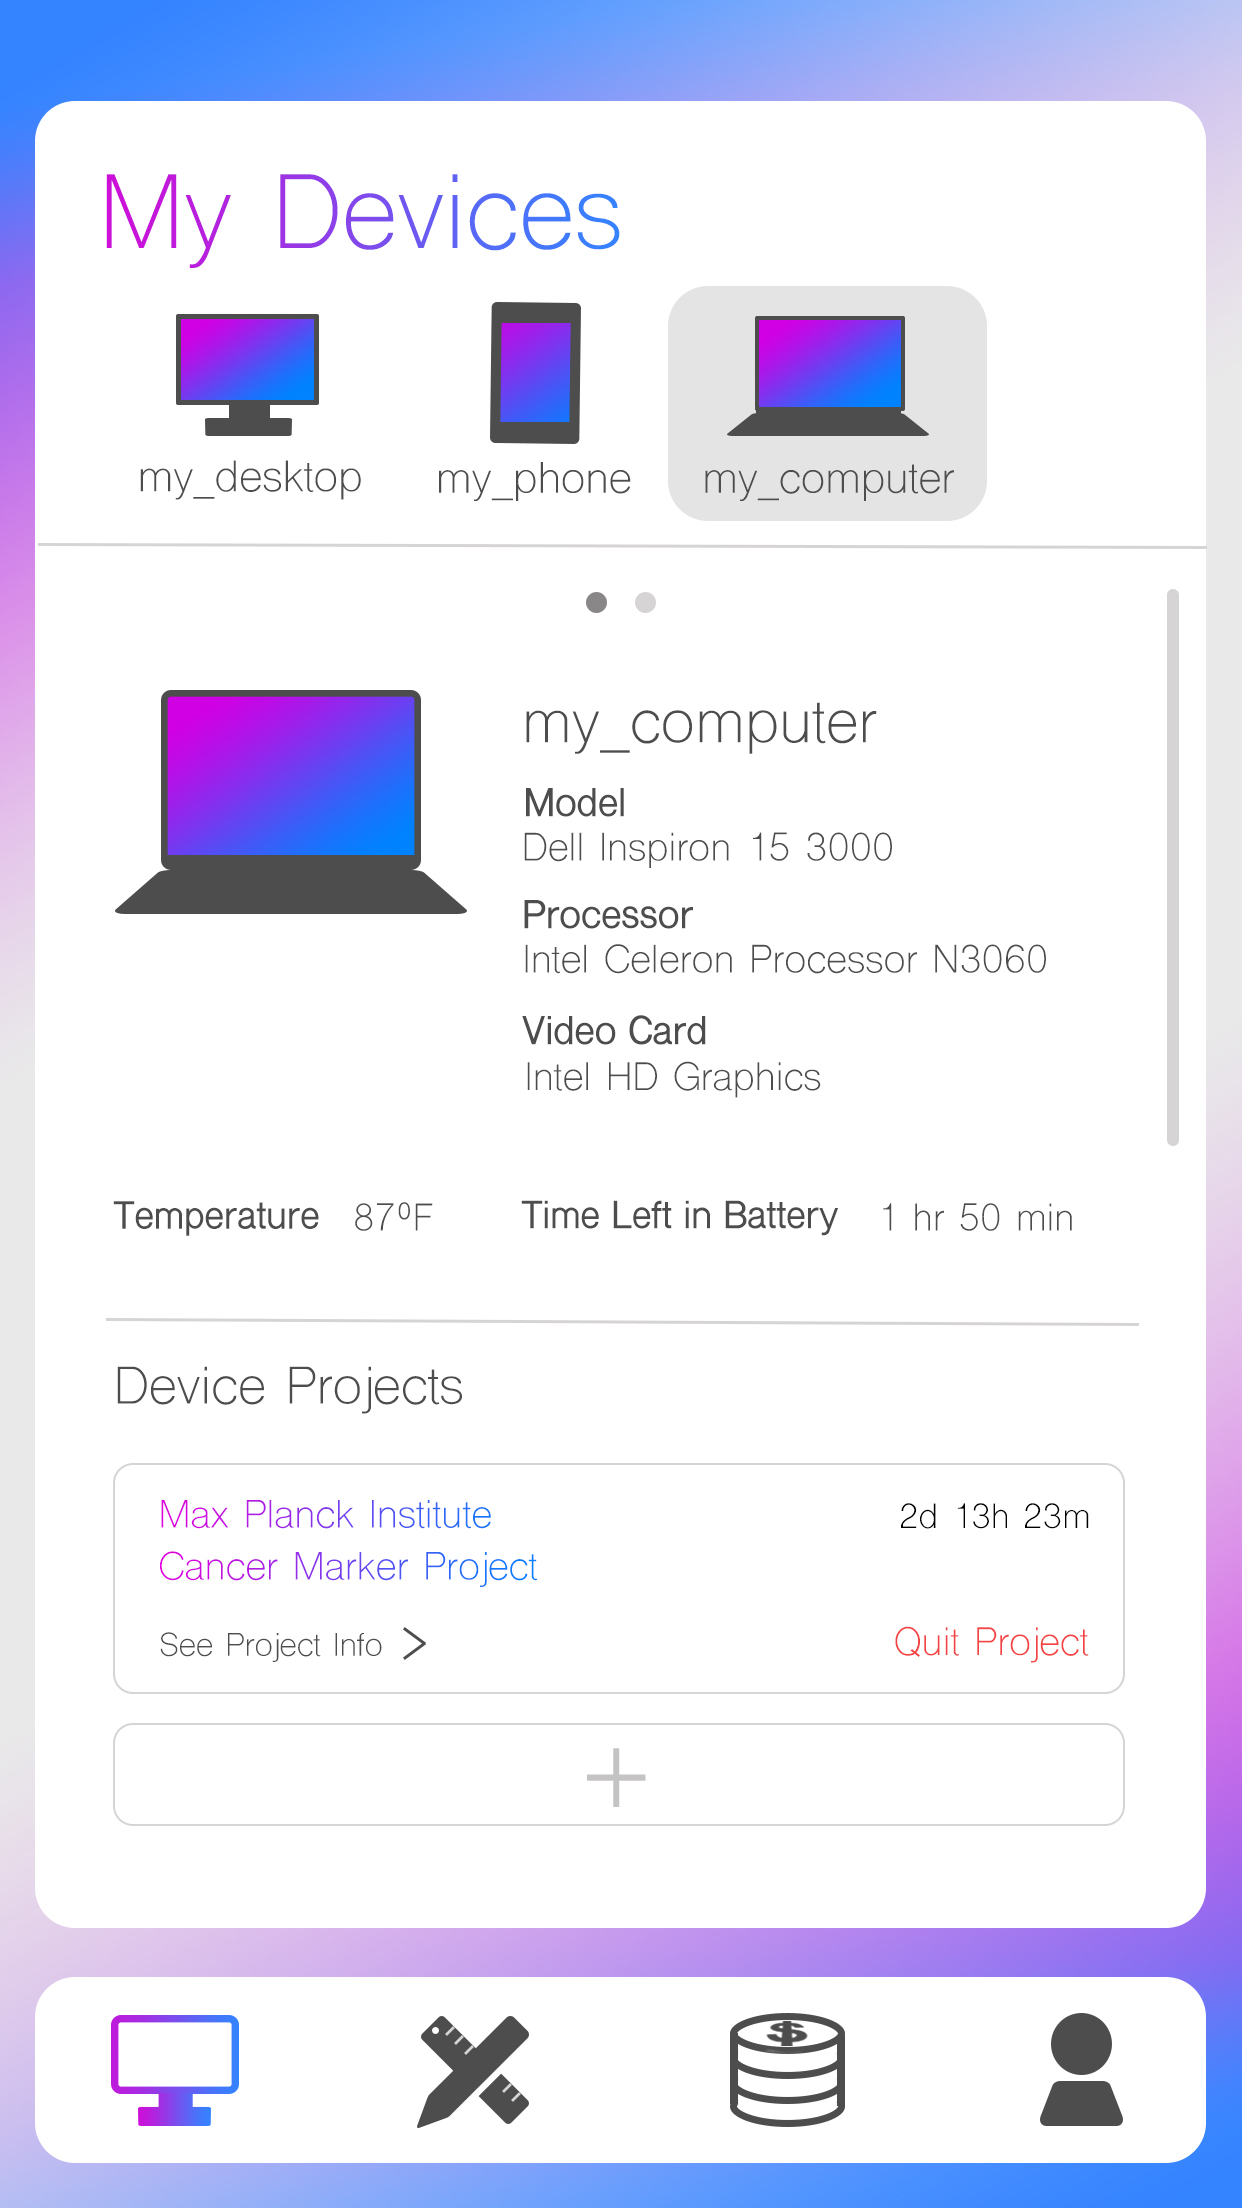 My Devices
my_desktop
my_phone
my_computer
my_computer
Model
Dell Inspiron 15 3000
Processor
Intel Celeron Processor N3060
Video Card
Intel HD Graphics
Temperature 87⁰F
Time Left in Battery 1 hr 50 min
Device Projects
Max Planck Institute
2d 13h 23m
Cancer Marker Project
See Project Info
Quit Project
$